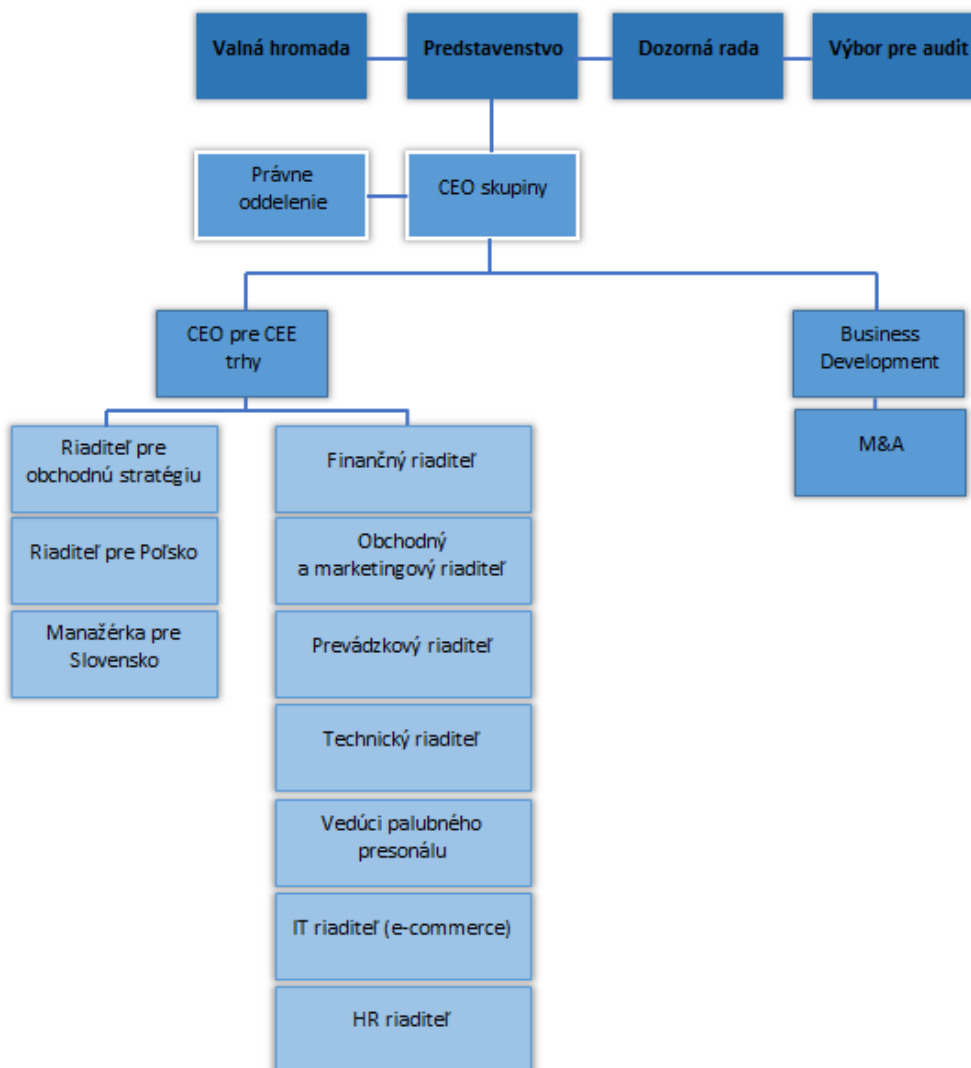 Valná hromada
Predstavenstvo
Dozorná rada
Výbor pre audit
Právne
oddelenie
CEO skupiny
CEO pre CEE
trhy
Business
Development
M&A
Riaditeľ pre
obchodnú stratégiu
Riaditeľ pre Poľsko
Manažérka pre
Slovensko
Finančný riaditeľ
Obchodný
a marketingový riaditeľ
Prevádzkový riaditeľ
Technický riaditeľ
Vedúci palubného
presonálu
IT riaditeľ (e-commerce)
HR riaditeľ